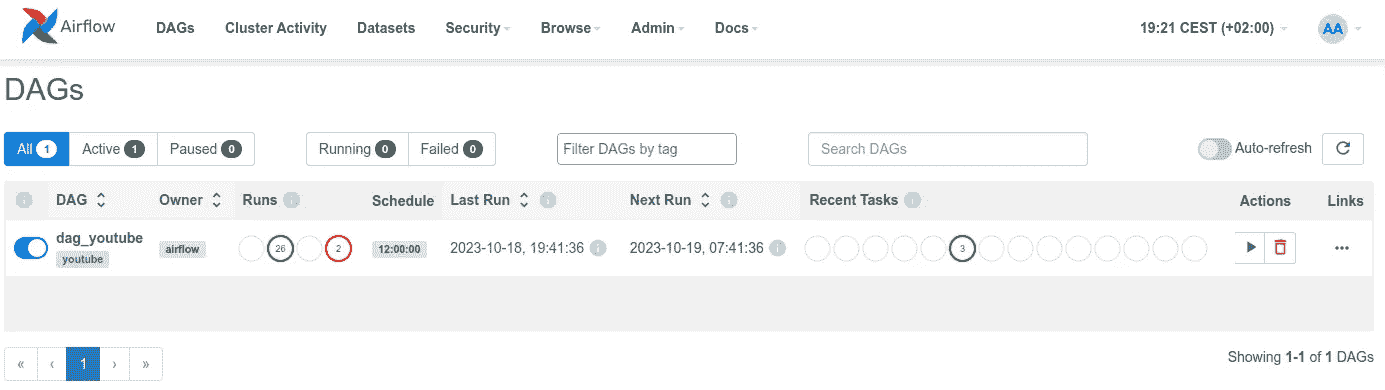 Airflow DAGs Cluster Activity Datasets Security Browse Admin Docs 19:21 CEST (+02:00) AA
DAGs
All 1 Active 1 Paused 0 Running 0 Failed 0 Filter DAGs by tag Search DAGs Auto-refresh
DAG Owner Runs Schedule Last Run Next Run Recent Tasks Actions Links
dag_youtube airflow 26 2 12:00:00 2023-10-18, 19:41:36 2023-10-19, 07:41:36 3
youtube
« ‹ 1 › » Showing 1-1 of 1 DAGs